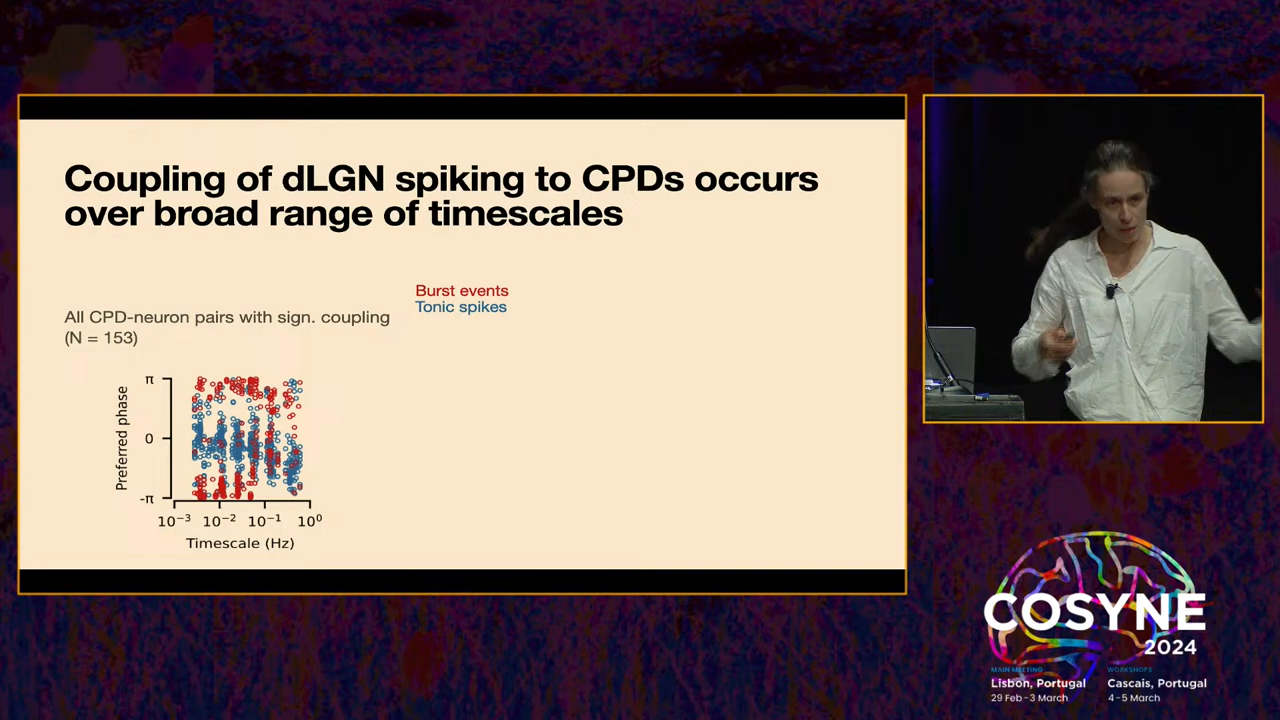 Coupling of dLGN spiking to CPDs occurs
over broad range of timescales
Burst events
Tonic spikes
All CPD-neuron pairs with sign. coupling
(N = 153)
Preferred phase
π
0
-π
10⁻³ 10⁻² 10⁻¹ 10⁰
Timescale (Hz)
COSYNE
2024
MAIN MEETING
Lisbon, Portugal
29 Feb - 3 March
WORKSHOPS
Cascais, Portugal
4 - 5 March